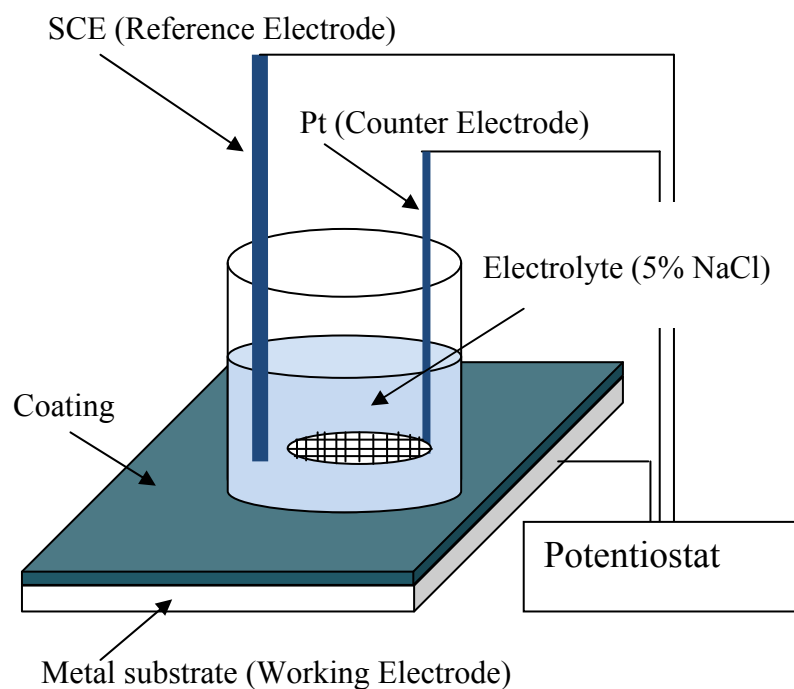 SCE (Reference Electrode)
Pt (Counter Electrode)
Electrolyte (5% NaCl)
Coating
Potentiostat
Metal substrate (Working Electrode)